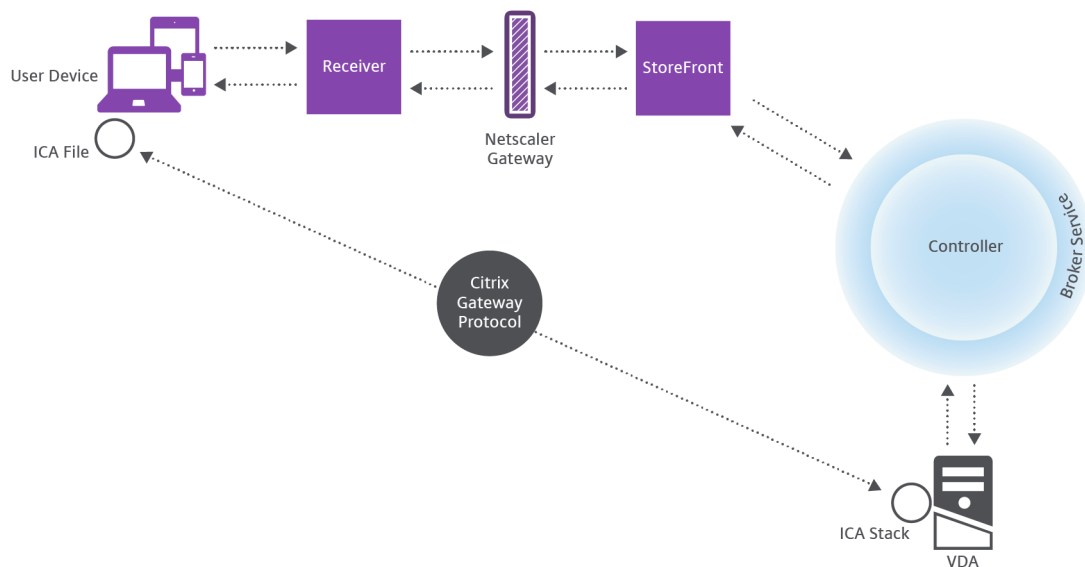 User Device
Receiver
StoreFront
Netscaler
Gateway
ICA File
Controller
Broker Service
Citrix
Gateway
Protocol
ICA Stack
VDA